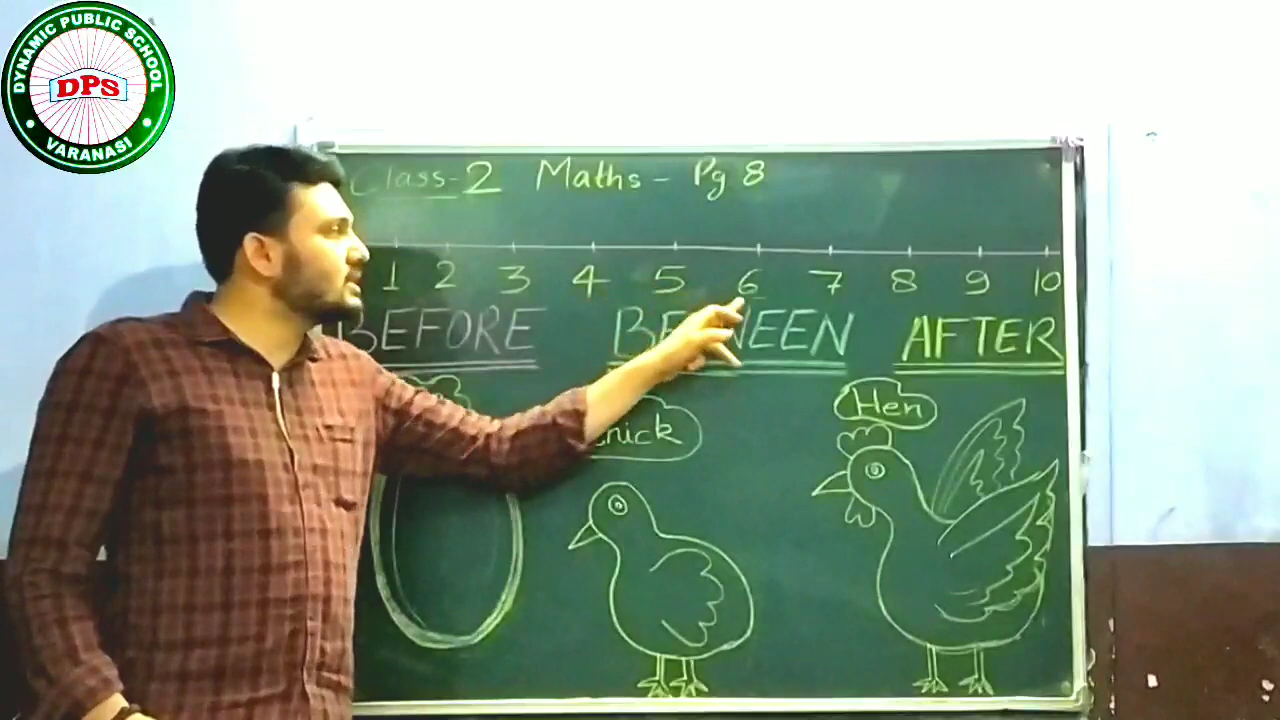 DYNAMIC PUBLIC SCHOOL
DPS
VARANASI
Class-2 Maths - Pg 8
1 2 3 4 5 6 7 8 9 10
BEFORE AFTER
Hen